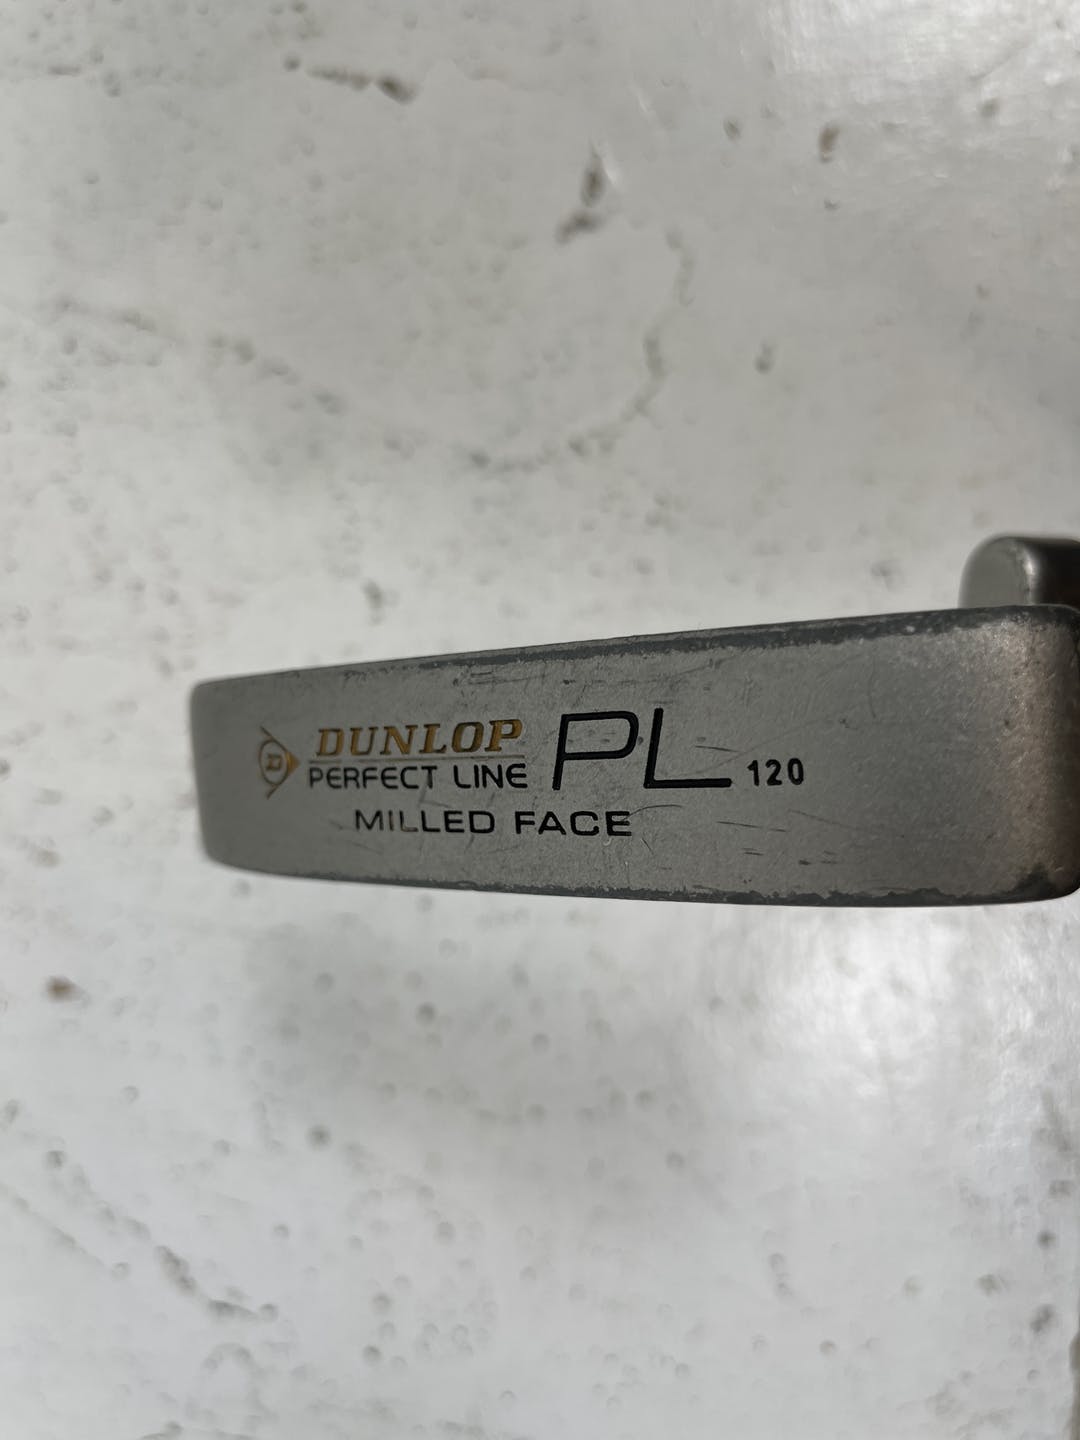 D DUNLOP
PERFECT LINE PL 120
MILLED FACE